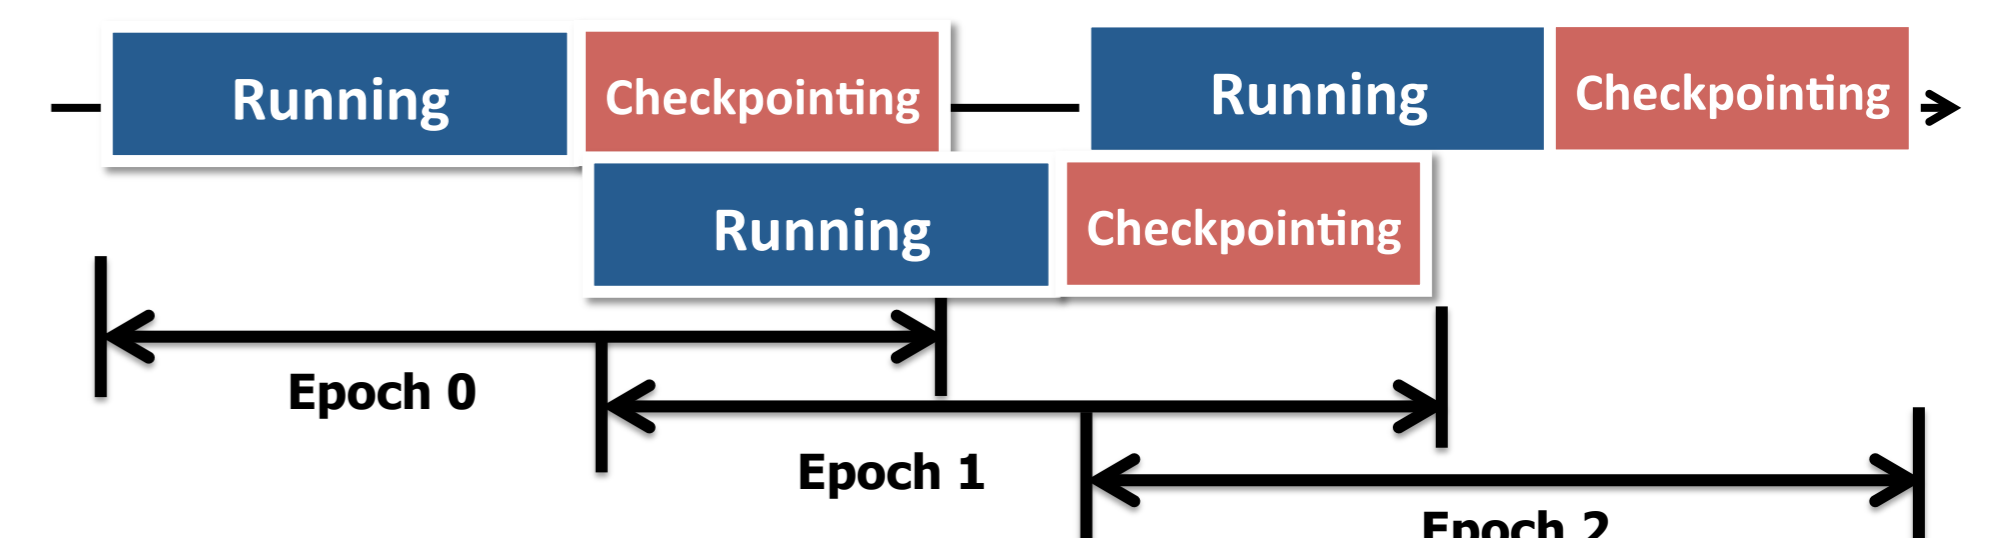 Running Checkpointing Running Checkpointing
Running Checkpointing
Epoch 0
Epoch 1
Epoch 2